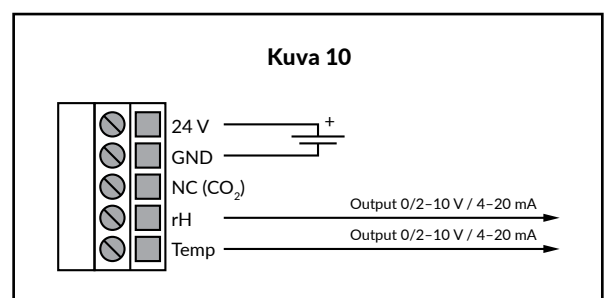 Kuva 10
24 V
+
GND
NC (CO₂)
rH
Output 0/2–10 V / 4–20 mA
Temp
Output 0/2–10 V / 4–20 mA